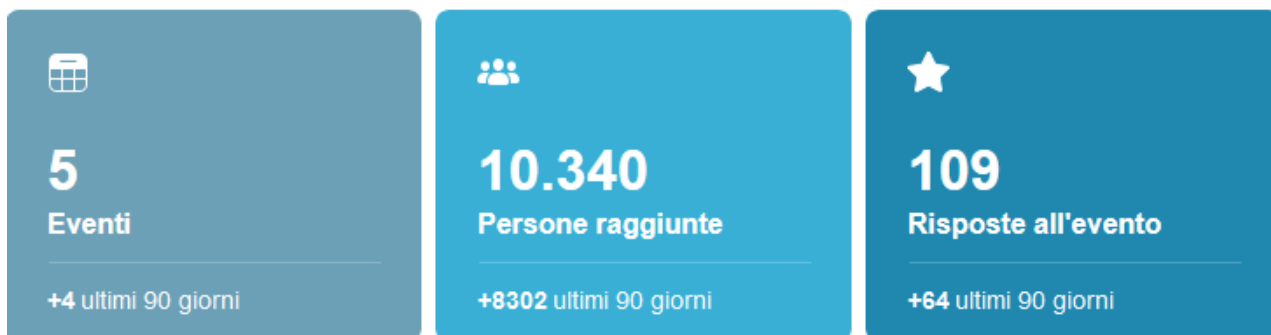 5
Eventi
+4 ultimi 90 giorni
10.340
Persone raggiunte
+8302 ultimi 90 giorni
109
Risposte all'evento
+64 ultimi 90 giorni